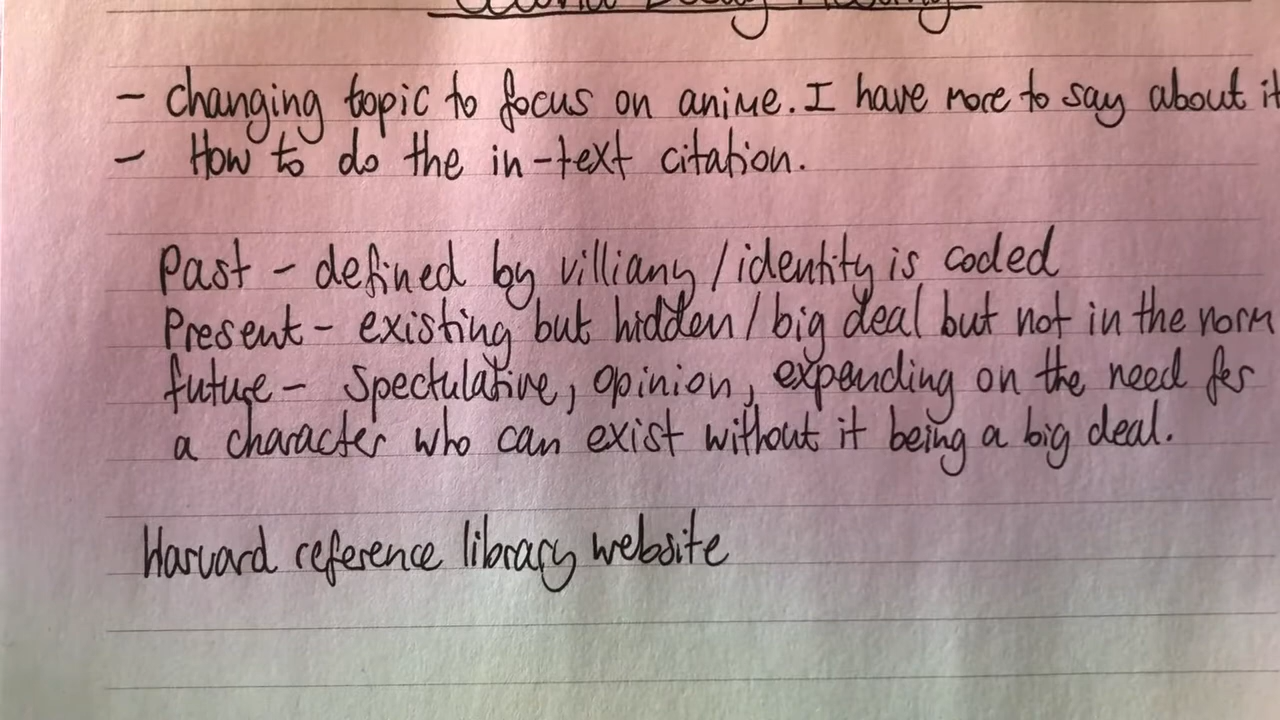 - Changing topic to focus on anime. I have more to say about it
- How to do the in-text citation.
Past - defined by villiany / identity is coded
Present - existing but hidden / big deal but not in the norm
future - Spectulative, opinion, expending on the need for
a character who can exist without it being a big deal.
Harvard reference library website